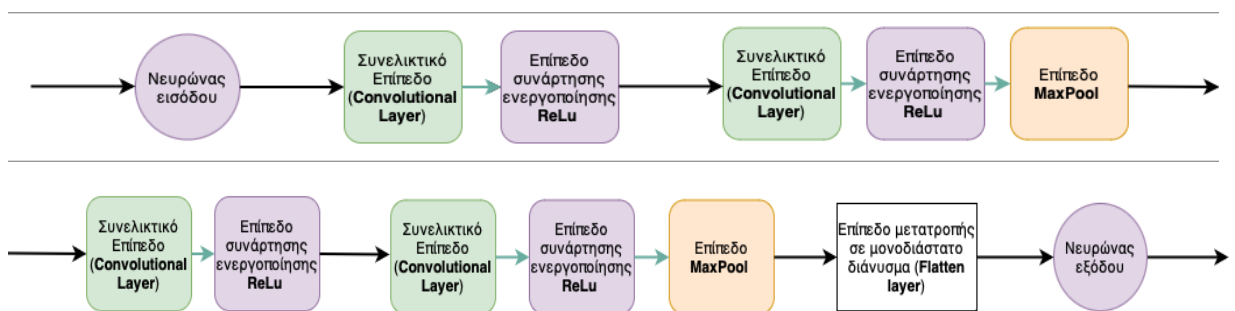 Νευρώνας
εισόδου
Συνελικτικό
Επίπεδο
(Convolutional
Layer)
Επίπεδο
συνάρτησης
ενεργοποίησης
ReLu
Συνελικτικό
Επίπεδο
(Convolutional
Layer)
Επίπεδο
συνάρτησης
ενεργοποίησης
ReLu
Επίπεδο
MaxPool
Συνελικτικό
Επίπεδο
(Convolutional
Layer)
Επίπεδο
συνάρτησης
ενεργοποίησης
ReLu
Συνελικτικό
Επίπεδο
(Convolutional
Layer)
Επίπεδο
συνάρτησης
ενεργοποίησης
ReLu
Επίπεδο
MaxPool
Επίπεδο μετατροπής
σε μονοδιάστατο
διάνυσμα (Flatten
layer)
Νευρώνας
εξόδου